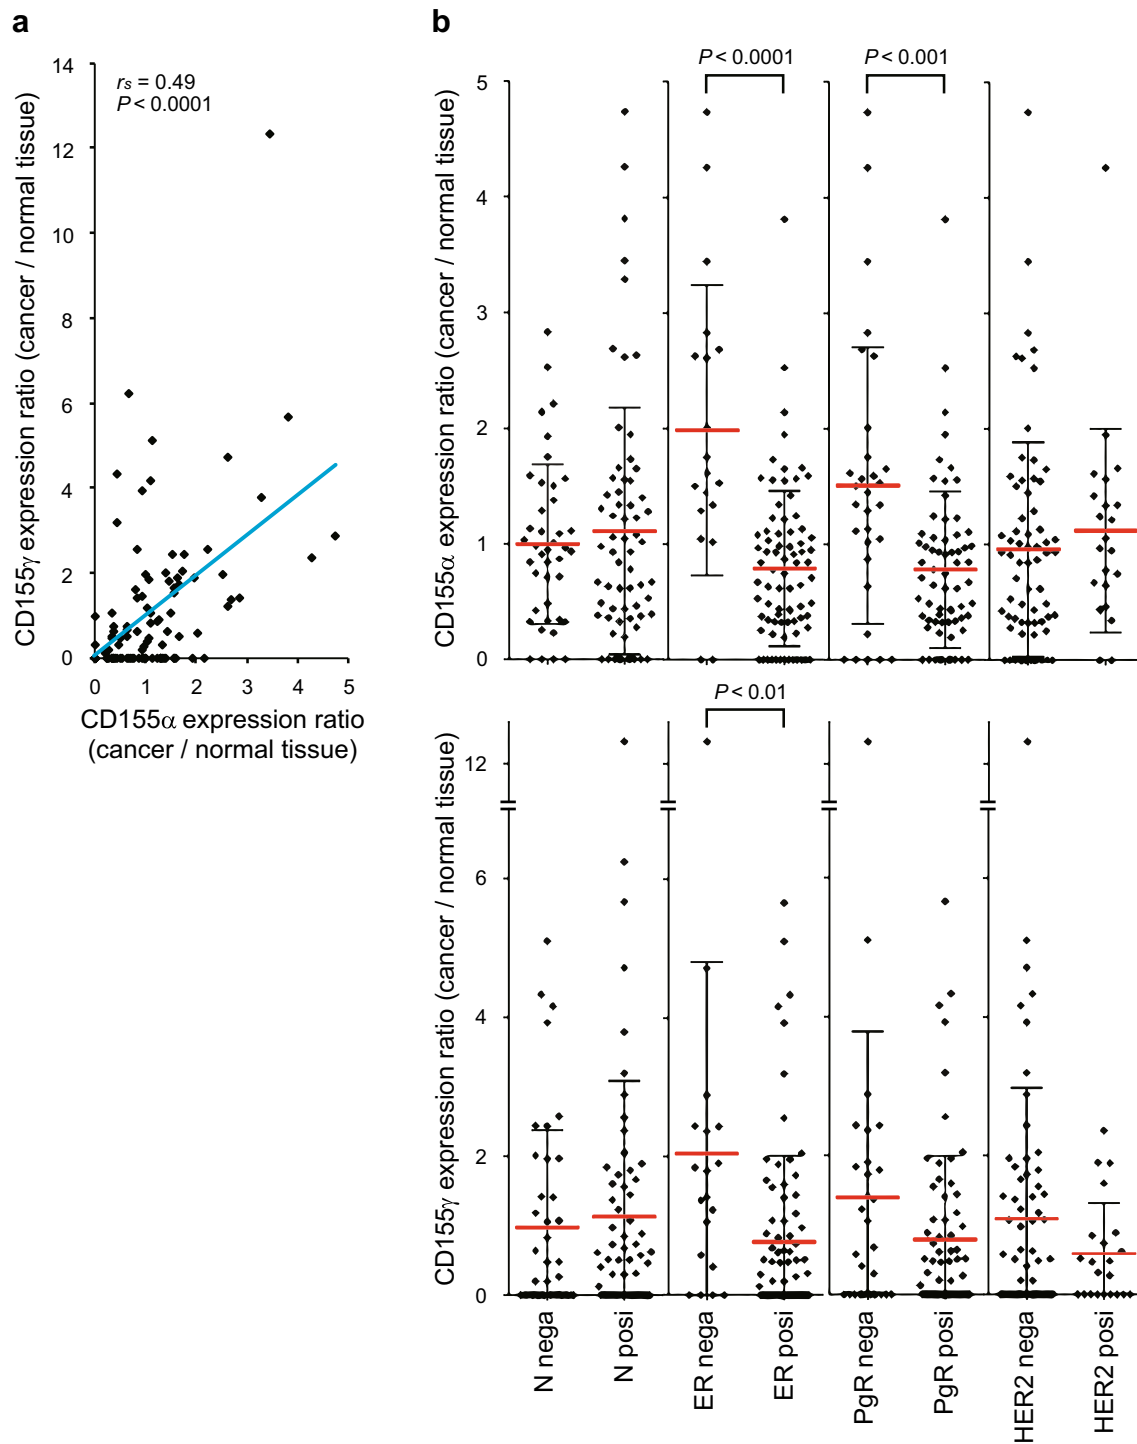 a
r s = 0.49
P < 0.0001
14
12
10
8
6
4
2
0
CD155γ expression ratio (cancer / normal tissue)
0 1 2 3 4 5
CD155α expression ratio
(cancer / normal tissue)
b
P < 0.0001
P < 0.001
5
4
3
2
1
0
CD155α expression ratio (cancer / normal tissue)
P < 0.01
12
6
4
2
0
CD155γ expression ratio (cancer / normal tissue)
N nega
N posi
ER nega
ER posi
PgR nega
PgR posi
HER2 nega
HER2 posi